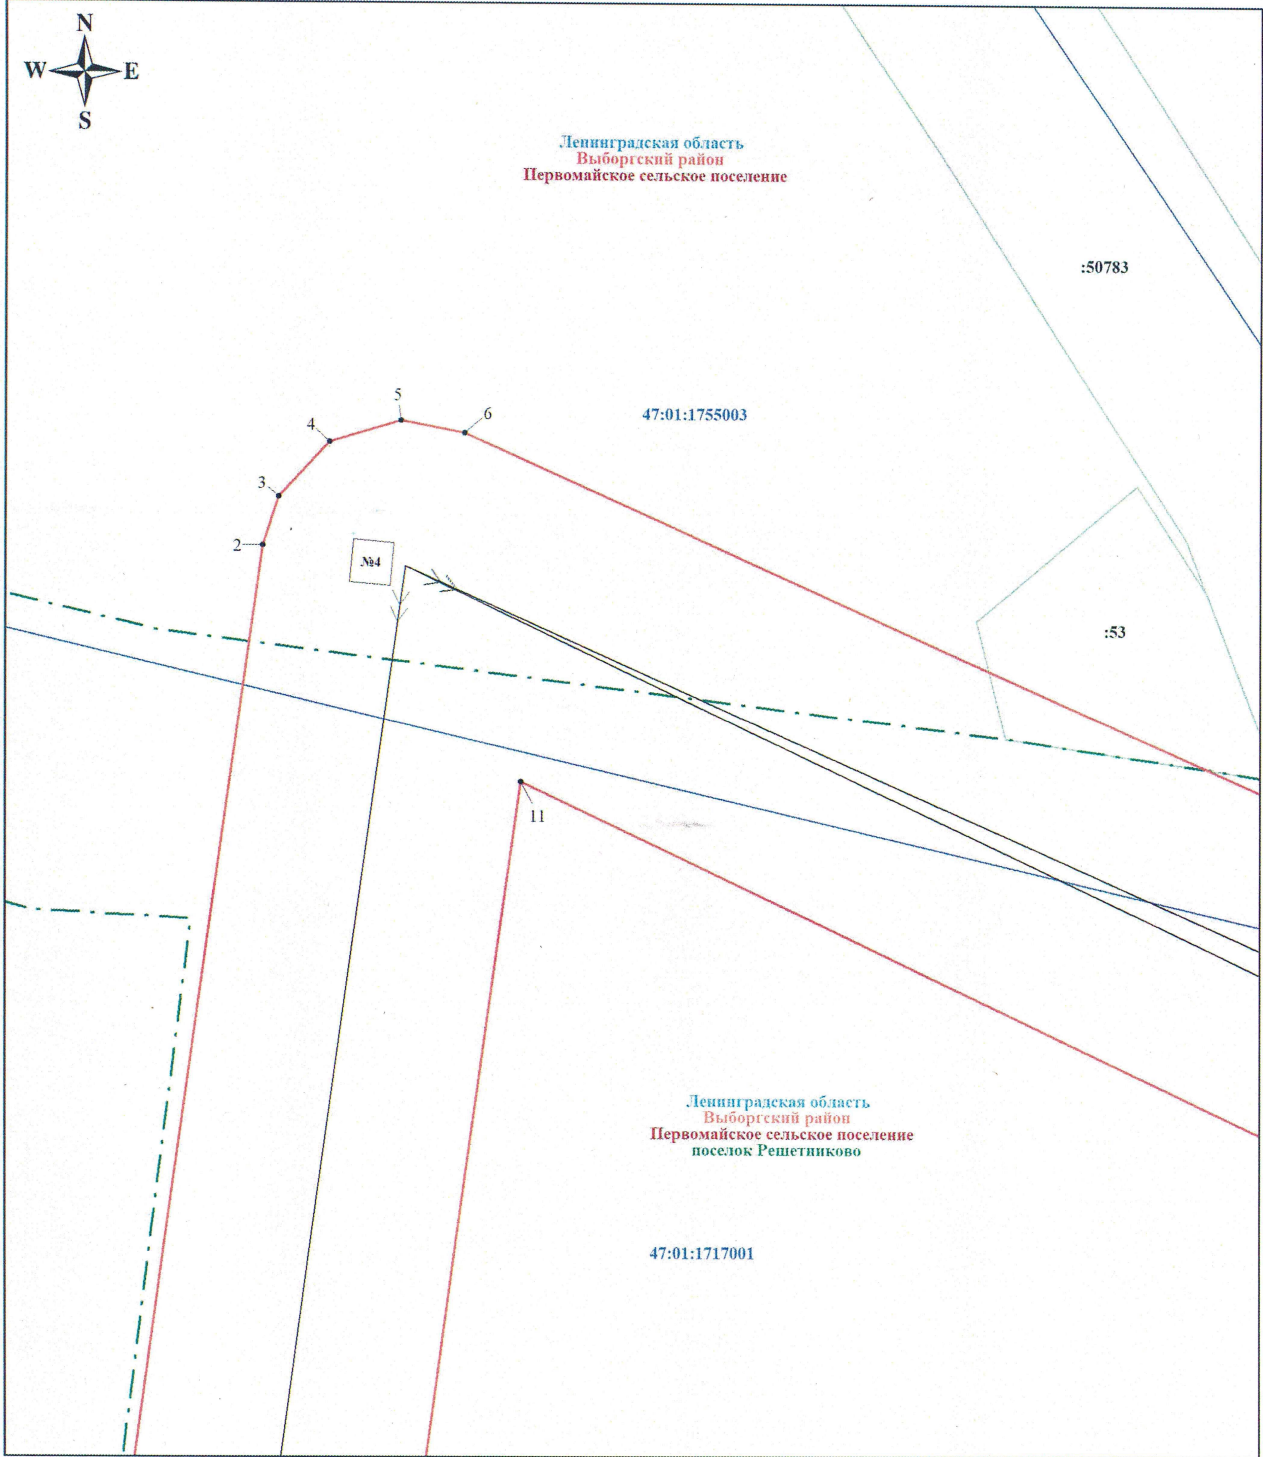 N
W E
S
Ленинградская область
Выборгский район
Первомайское сельское поселение
:50783
47:01:1755003
5
6
4
3
2
№4
:53
11
Ленинградская область
Выборгский район
Первомайское сельское поселение
поселок Решетниково
47:01:1717001